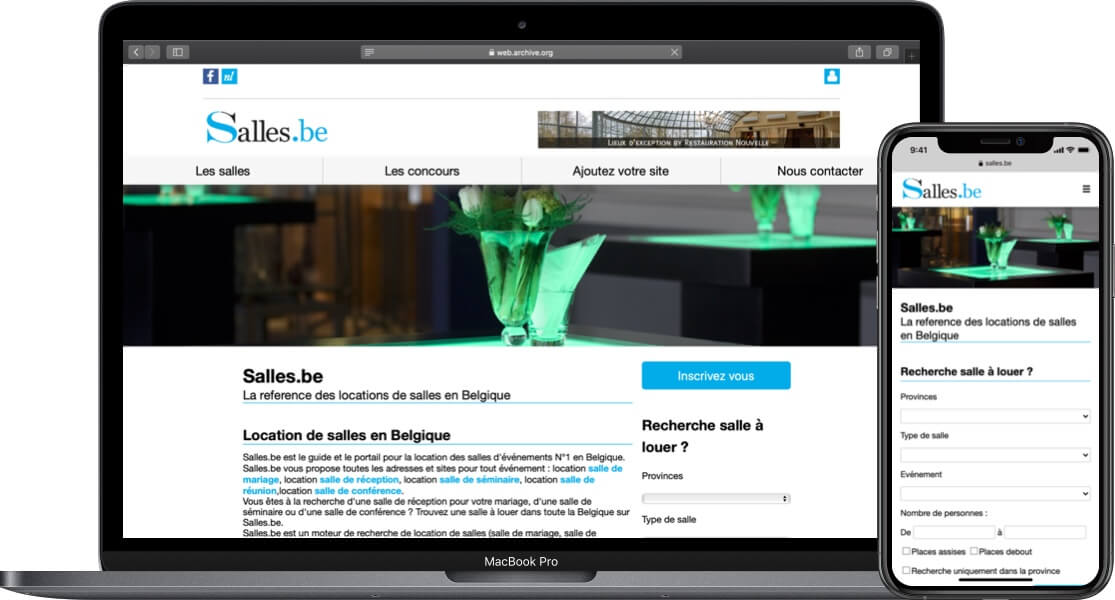 web.archive.org
f nl
Salles.be
LIEUX D'EXCEPTION BY RESTAURATION NOUVELLE
Les salles
Les concours
Ajoutez votre site
Nous contacter
Salles.be
La reference des locations de salles en Belgique
Location de salles en Belgique
Salles.be est le guide et le portail pour la location des salles d'événements N°1 en Belgique.
Salles.be vous propose toutes les adresses et sites pour tout événement : location salle de
mariage, location salle de réception, location salle de séminaire, location salle de
réunion,location salle de conférence.
Vous êtes à la recherche d'une salle de réception pour votre mariage, d'une salle de
séminaire ou d'une salle de conférence ? Trouvez une salle à louer dans toute la Belgique sur
Salles.be.
Salles.be est un moteur de recherche de location de salles (salle de mariage, salle de
Inscrivez vous
Recherche salle à
louer ?
Provinces
Type de salle
MacBook Pro
9:41
salles.be
Salles.be
Salles.be
La reference des locations de salles
en Belgique
Recherche salle à louer ?
Provinces
Type de salle
Evénement
Nombre de personnes :
De à
Places assises Places debout
Recherche uniquement dans la province